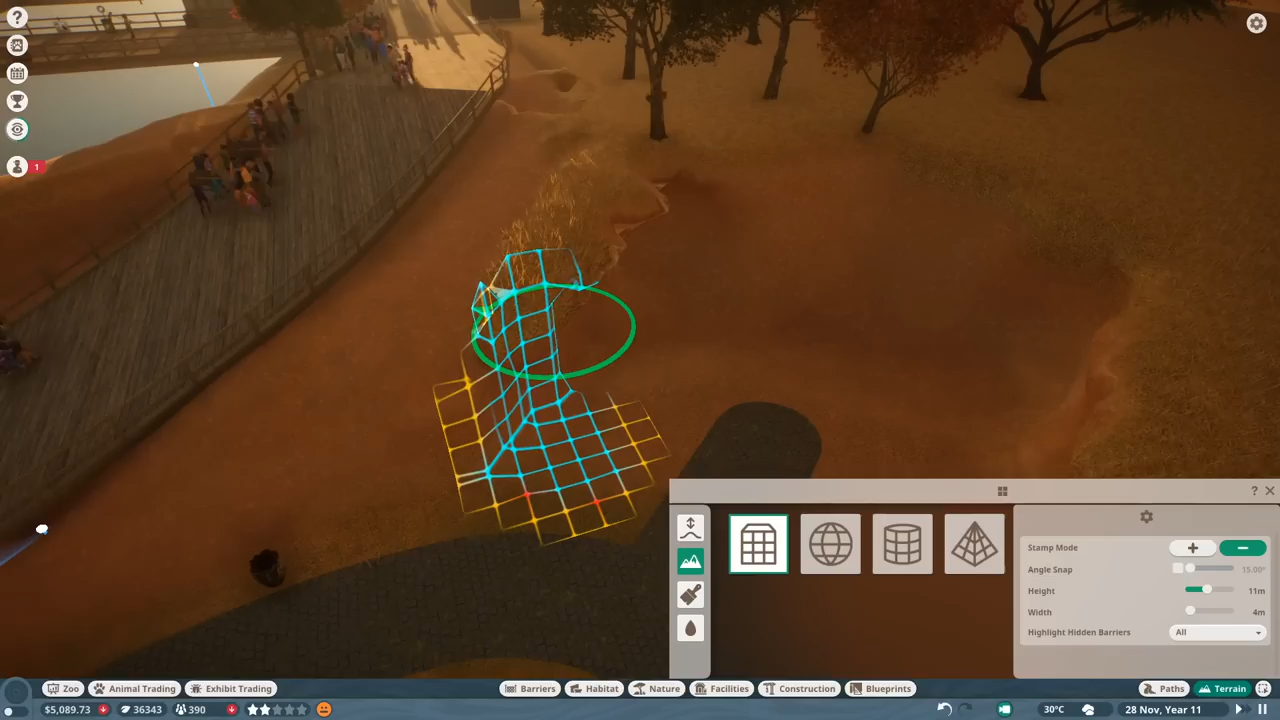 ?
1
? ×
Stamp Mode + −
Angle Snap 15.00°
Height 11m
Width 4m
Highlight Hidden Barriers All
Zoo Animal Trading Exhibit Trading Barriers Habitat Nature Facilities Construction Blueprints Paths Terrain
$5,089.73 36343 390 30°C 28 Nov, Year 11